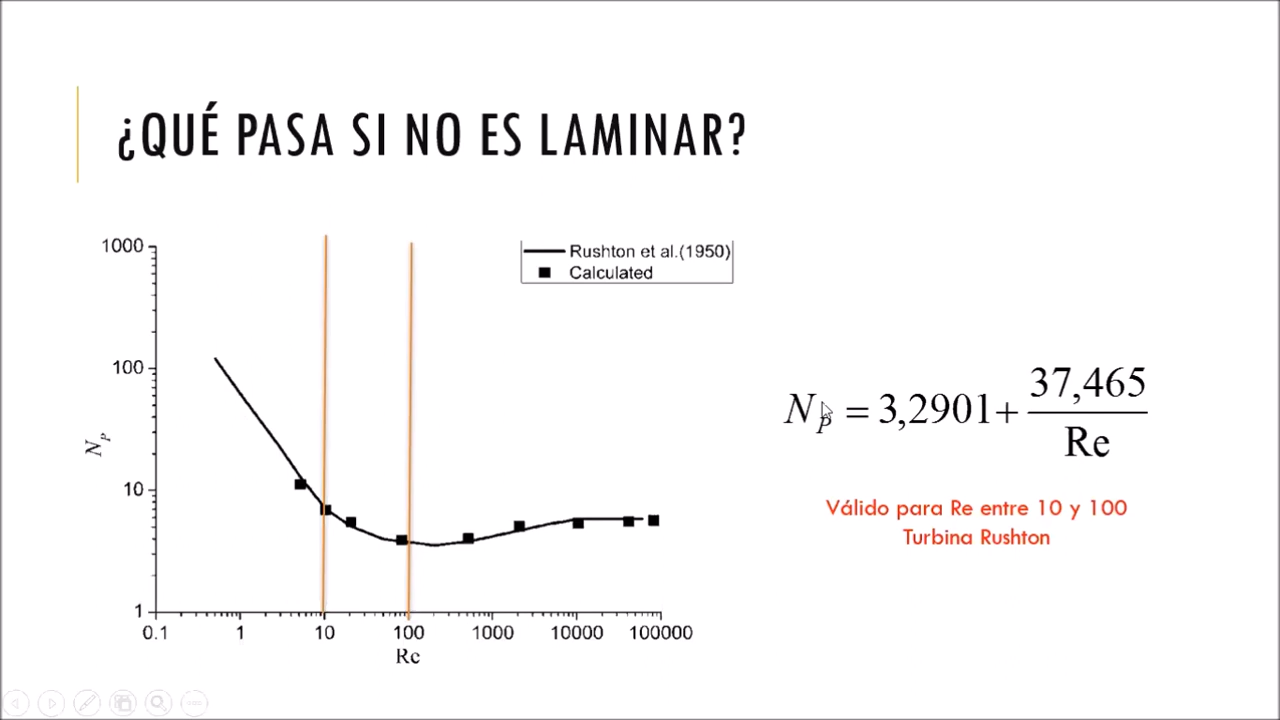 ¿QUÉ PASA SI NO ES LAMINAR?
Rushton et al.(1950)
Calculated
1000
100
10
1
N_P
0.1 1 10 100 1000 10000 100000
Re
N_P = 3,2901+ 37,465
Re
Válido para Re entre 10 y 100
Turbina Rushton